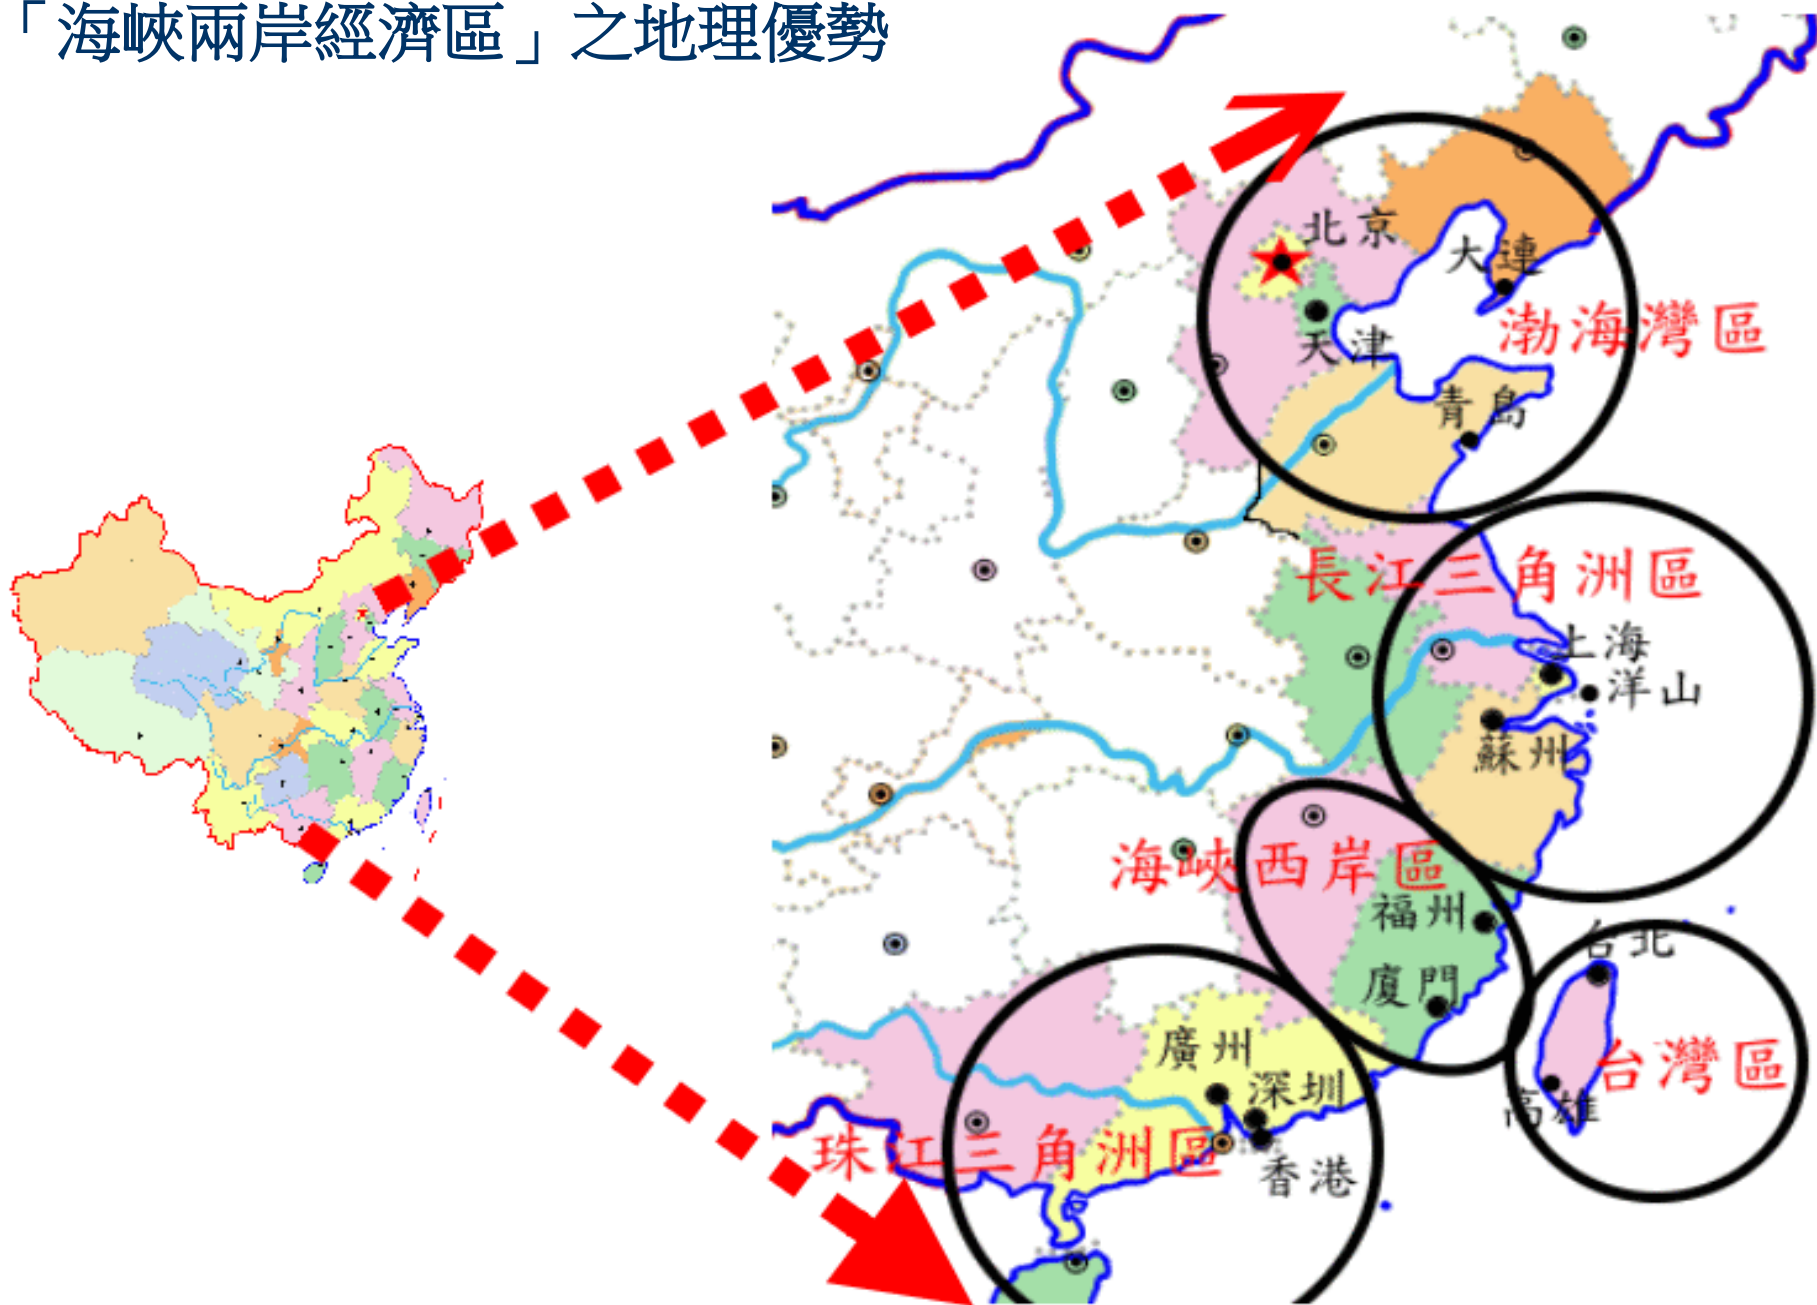 「海峽兩岸經濟區」之地理優勢
北京
大連
渤海灣區
天津
青島
長江三角洲區
上海
洋山
蘇州
海峽西岸區
福州
台北
廈門
廣州
台灣區
深圳
高雄
珠江三角洲區
香港